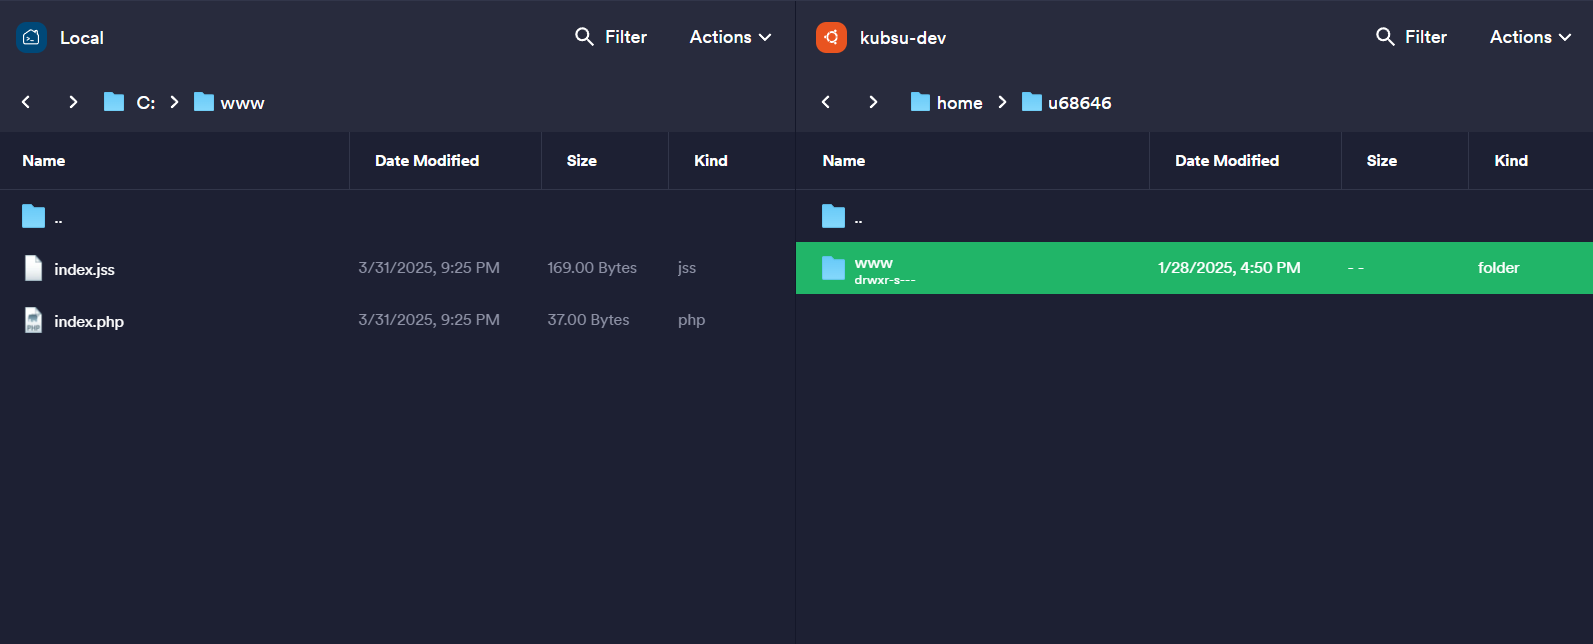 Local
Filter
Actions
C:
www
Name
Date Modified
Size
Kind
..
index.jss
3/31/2025, 9:25 PM
169.00 Bytes
jss
PHP
index.php
3/31/2025, 9:25 PM
37.00 Bytes
php
kubsu-dev
Filter
Actions
home
u68646
Name
Date Modified
Size
Kind
..
www
drwxr-s---
1/28/2025, 4:50 PM
- -
folder